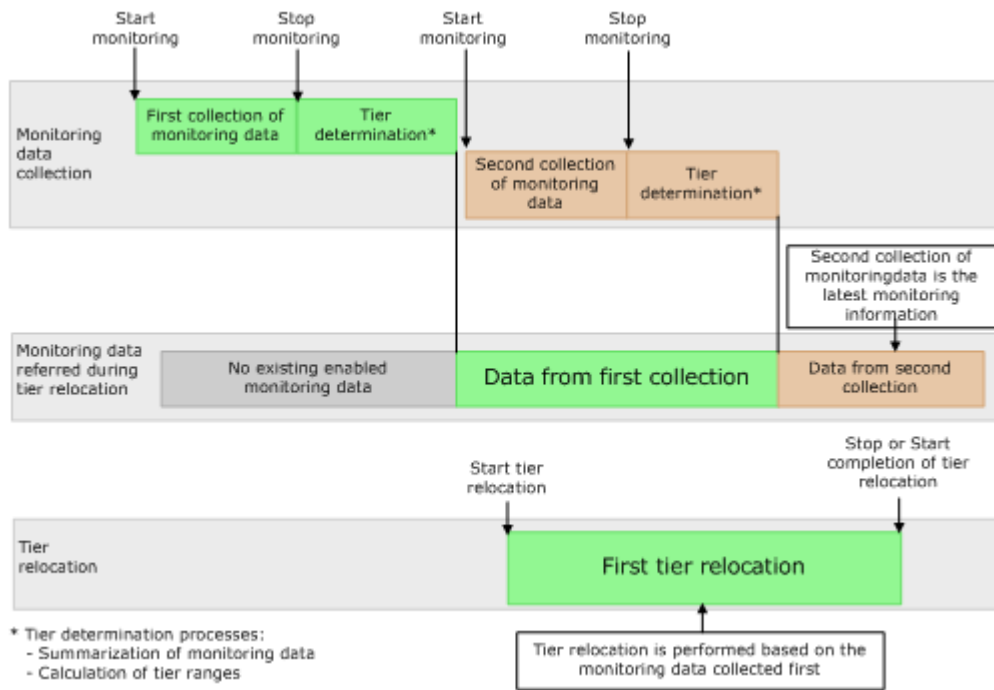 Start
monitoring
Stop
monitoring
Start
monitoring
Stop
monitoring
Monitoring
data
collection
First collection of
monitoring data
Tier
determination*
Second collection
of monitoring
data
Tier
determination*
Second collection of
monitoringdata is the
latest monitoring
information
Monitoring data
referred during
tier relocation
No existing enabled
monitoring data
Data from first collection
Data from second
collection
Start tier
relocation
Stop or Start
completion of tier
relocation
Tier
relocation
First tier relocation
Tier relocation is performed based on the
monitoring data collected first
* Tier determination processes:
- Summarization of monitoring data
- Calculation of tier ranges